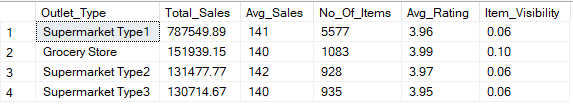 Outlet_Type Total_Sales Avg_Sales No_Of_Items Avg_Rating Item_Visibility
1 Supermarket Type1 787549.89 141 5577 3.96 0.06
2 Grocery Store 151939.15 140 1083 3.99 0.10
3 Supermarket Type2 131477.77 142 928 3.97 0.06
4 Supermarket Type3 130714.67 140 935 3.95 0.06